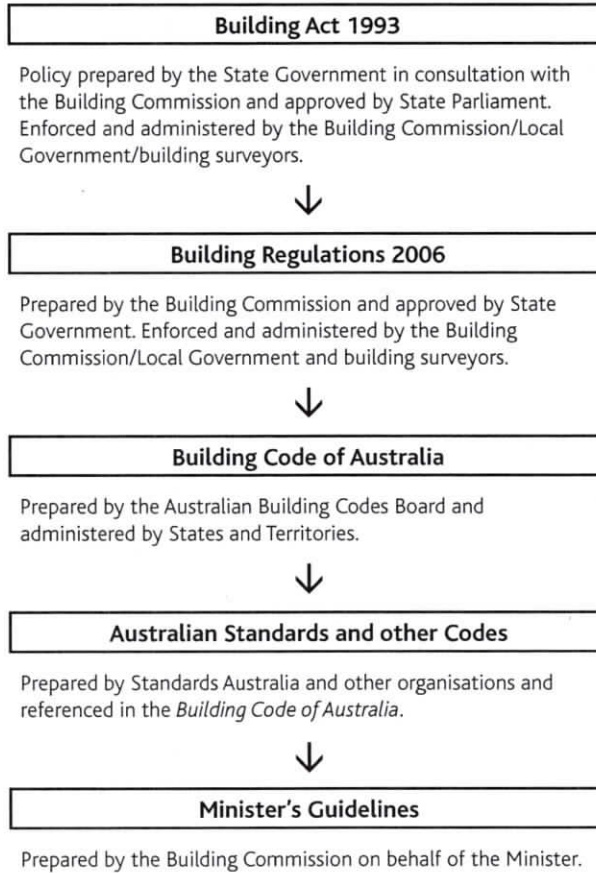 Building Act 1993
Policy prepared by the State Government in consultation with
the Building Commission and approved by State Parliament.
Enforced and administered by the Building Commission/Local
Government/building surveyors.
Building Regulations 2006
Prepared by the Building Commission and approved by State
Government. Enforced and administered by the Building
Commission/Local Government and building surveyors.
Building Code of Australia
Prepared by the Australian Building Codes Board and
administered by States and Territories.
Australian Standards and other Codes
Prepared by Standards Australia and other organisations and
referenced in the Building Code of Australia.
Minister's Guidelines
Prepared by the Building Commission on behalf of the Minister.